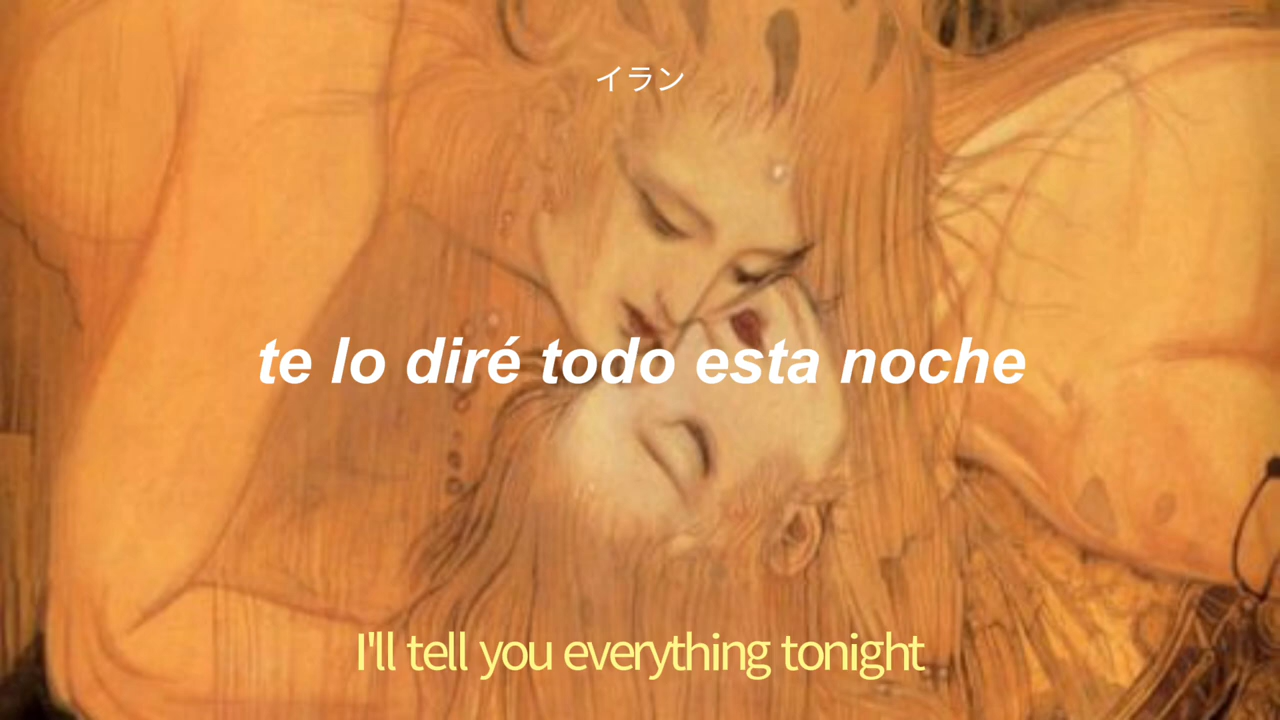 イラン
te lo diré todo esta noche
I'll tell you everything tonight